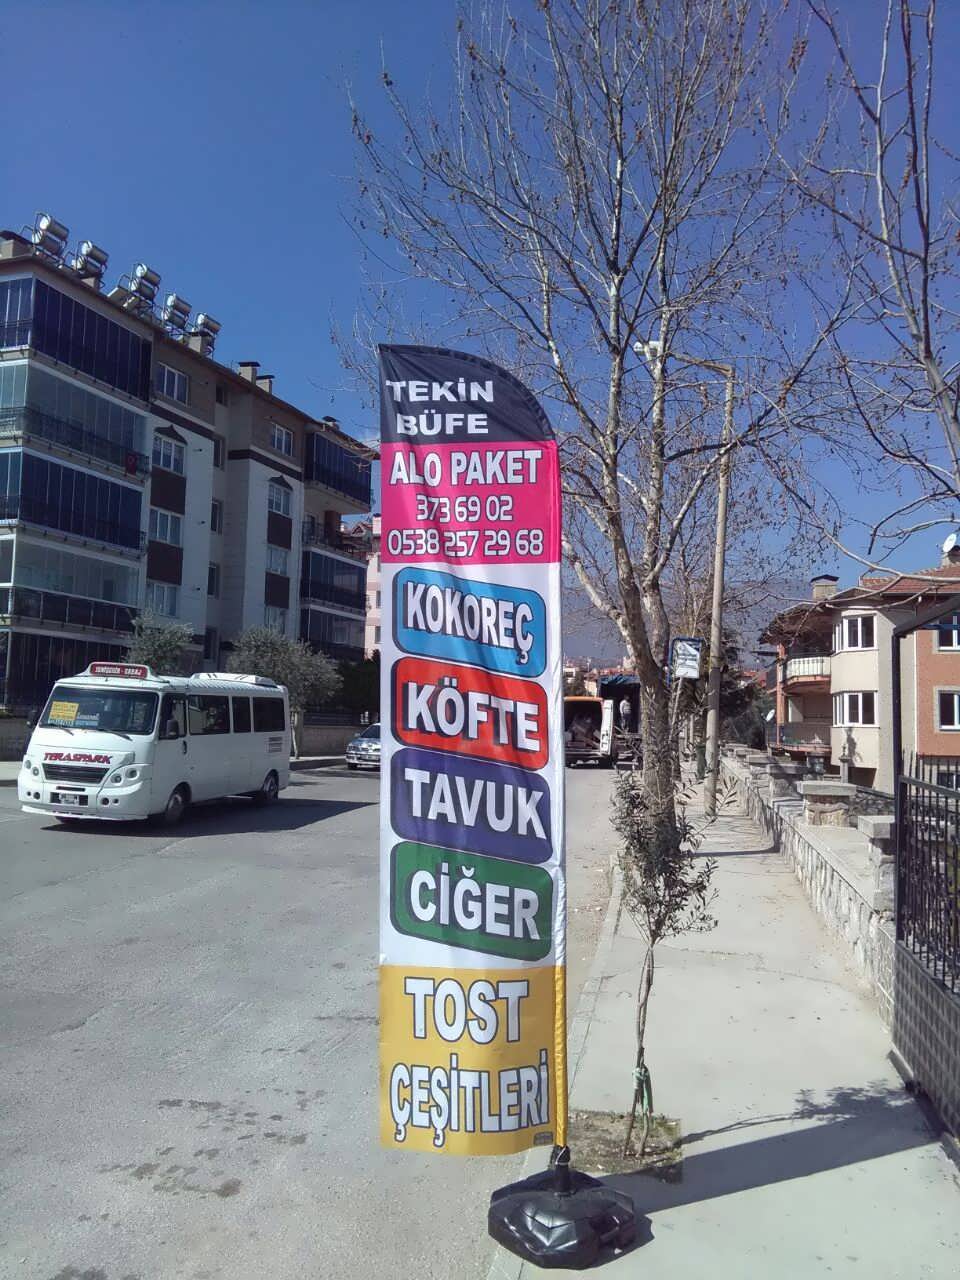 TEKİN
BÜFE
ALO PAKET
373 69 02
0538 257 29 68
KOKOREÇ
KÖFTE
TAVUK
CİĞER
TOST
ÇEŞİTLERİ
TERASPARK